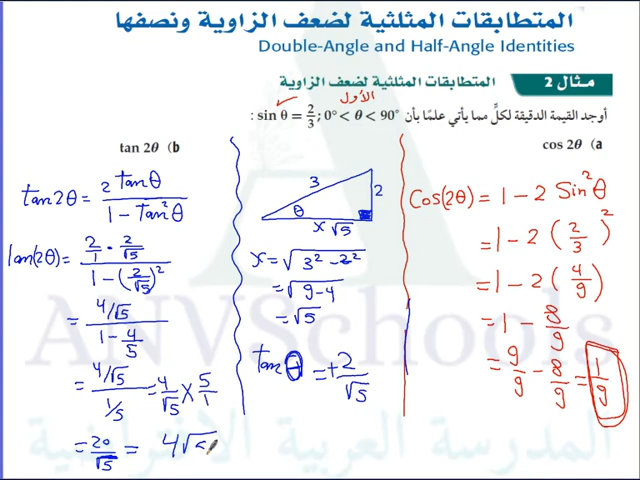 المتطابقات المثلثية لضعف الزاوية ونصفها
Double-Angle and Half-Angle Identities
مثال 2 المتطابقات المثلثية لضعف الزاوية
الأول
أوجد القيمة الدقيقة لكلٍّ مما يأتي علمًا بأن sin θ = 2/3 ; 0° < θ < 90° :
cos 2θ (a
Cos(2θ) = 1 - 2 Sin²θ
= 1 - 2 (2/3)²
= 1 - 2 (4/9)
= 1 - 8/9
= 9/9 - 8/9 = 1/9
3
2
θ
x √5
x = √(3² - 2²)
= √(9 - 4)
= √5
tan θ = +2/√5
tan 2θ (b
tan2θ = 2 tanθ / (1 - tan²θ)
tan(2θ) = (2/1 · 2/√5) / (1 - (2/√5)²)
= (4/√5) / (1 - 4/5)
= (4/√5) / (1/5) = 4/√5 × 5/1
= 20/√5 = 4√
ANVSchools
المدرسة العربية الافتراضية